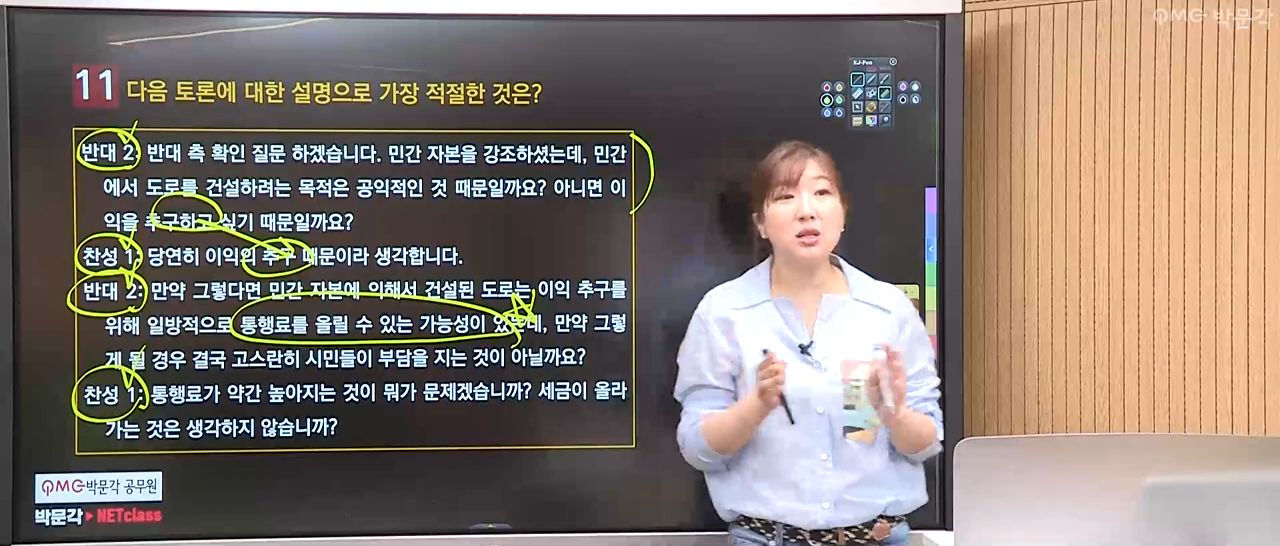 PMG 박문각
KJ-Pen
11 다음 토론에 대한 설명으로 가장 적절한 것은?
반대 2: 반대 측 확인 질문 하겠습니다. 민간 자본을 강조하셨는데, 민간
에서 도로를 건설하려는 목적은 공익적인 것 때문일까요? 아니면 이
익을 추구하고 싶기 때문일까요?
찬성 1: 당연히 이익의 추구 때문이라 생각합니다.
반대 2: 만약 그렇다면 민간 자본에 의해서 건설된 도로는 이익 추구를
위해 일방적으로 통행료를 올릴 수 있는 가능성이 있는데, 만약 그렇
게 될 경우 결국 고스란히 시민들이 부담을 지는 것이 아닐까요?
찬성 1: 통행료가 약간 높아지는 것이 뭐가 문제겠습니까? 세금이 올라
가는 것은 생각하지 않습니까?
PMG 박문각 공무원
박문각 ▶ NETclass